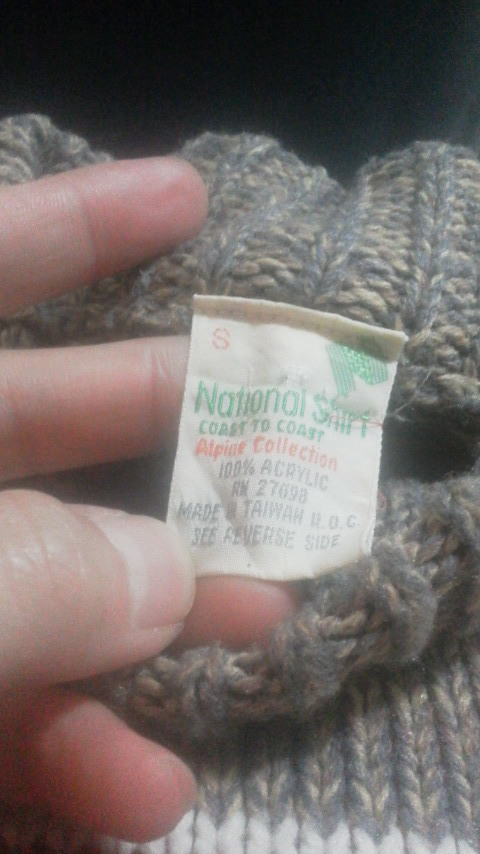 S
National Shirt
COAST TO COAST
Alpine Collection
100% ACRYLIC
RN 27698
MADE IN TAIWAN R.O.C.
SEE REVERSE SIDE